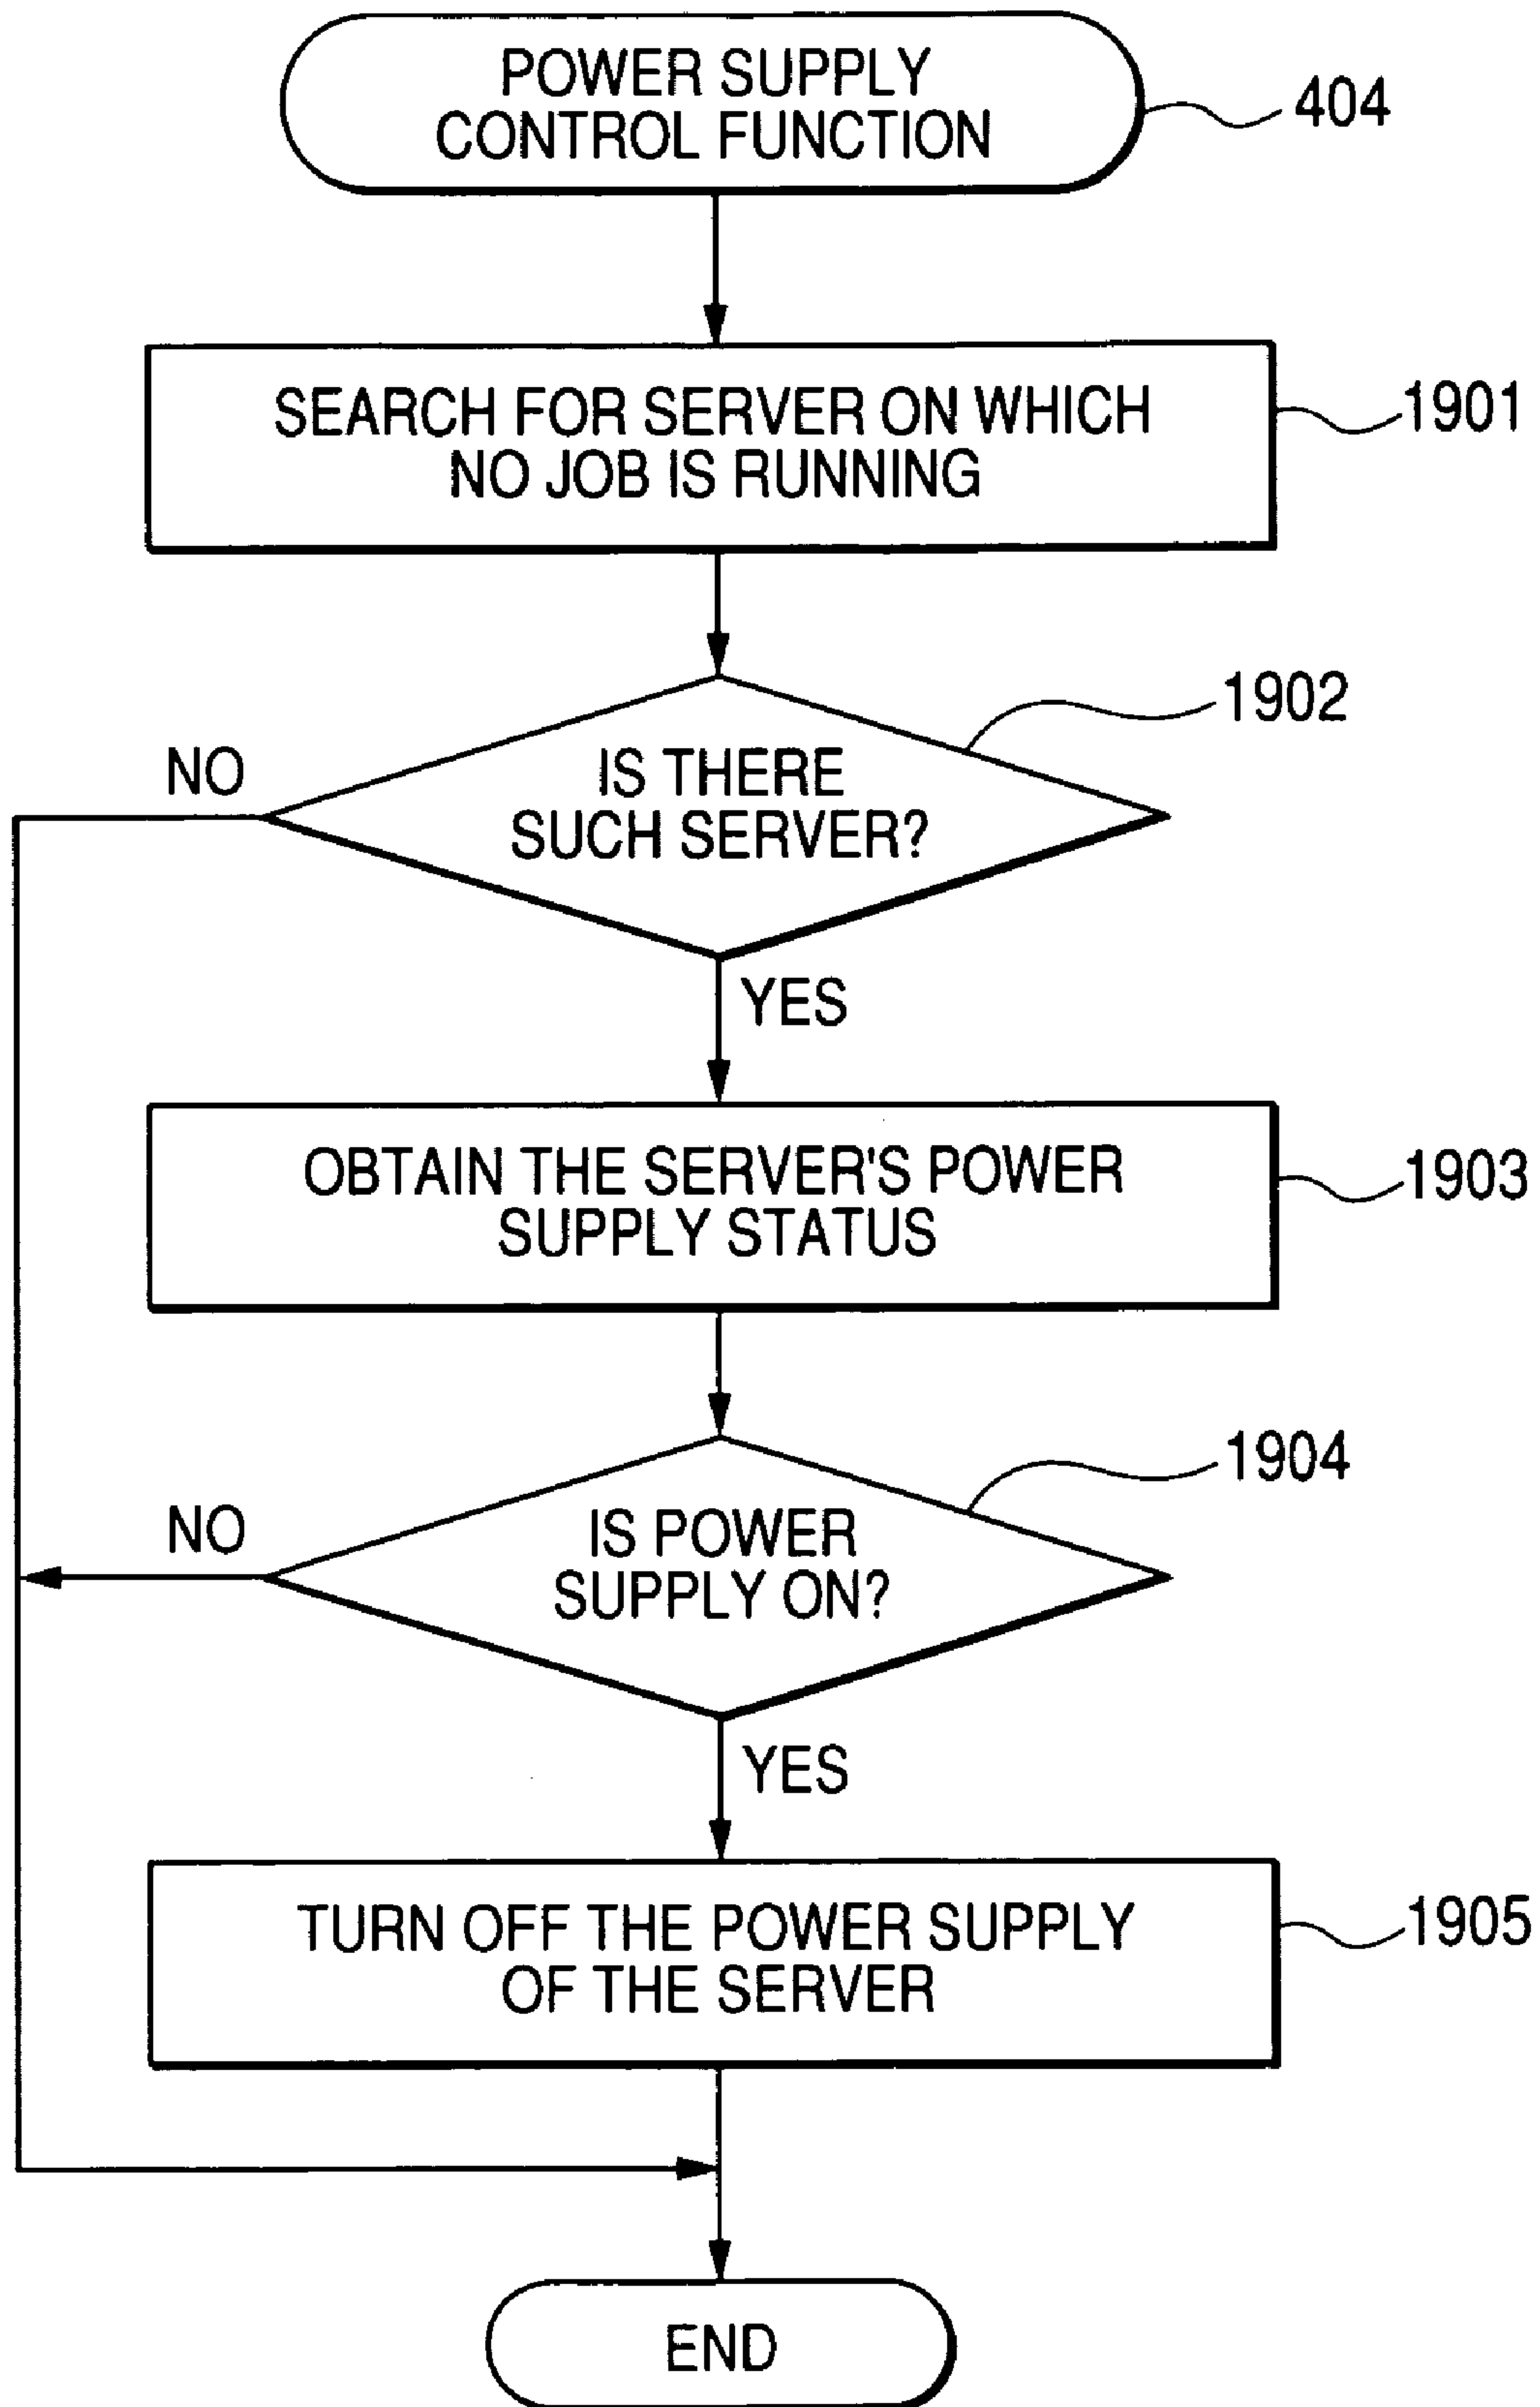 POWER SUPPLY
CONTROL FUNCTION
404
SEARCH FOR SERVER ON WHICH
NO JOB IS RUNNING
1901
1902
NO
IS THERE
SUCH SERVER?
YES
OBTAIN THE SERVER'S POWER
SUPPLY STATUS
1903
1904
NO
IS POWER
SUPPLY ON?
YES
TURN OFF THE POWER SUPPLY
OF THE SERVER
1905
END